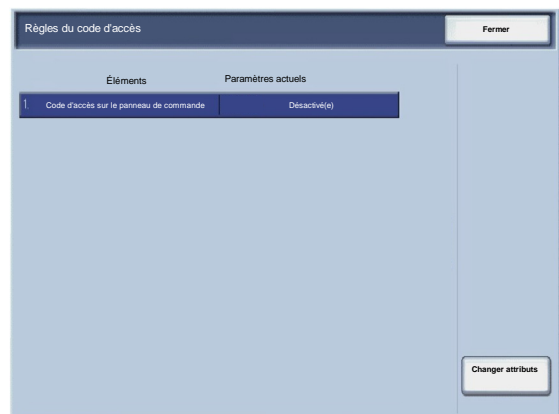 Règles du code d'accès
Fermer
Éléments
Paramètres actuels
1. Code d'accès sur le panneau de commande
Désactivé(e)
Changer attributs